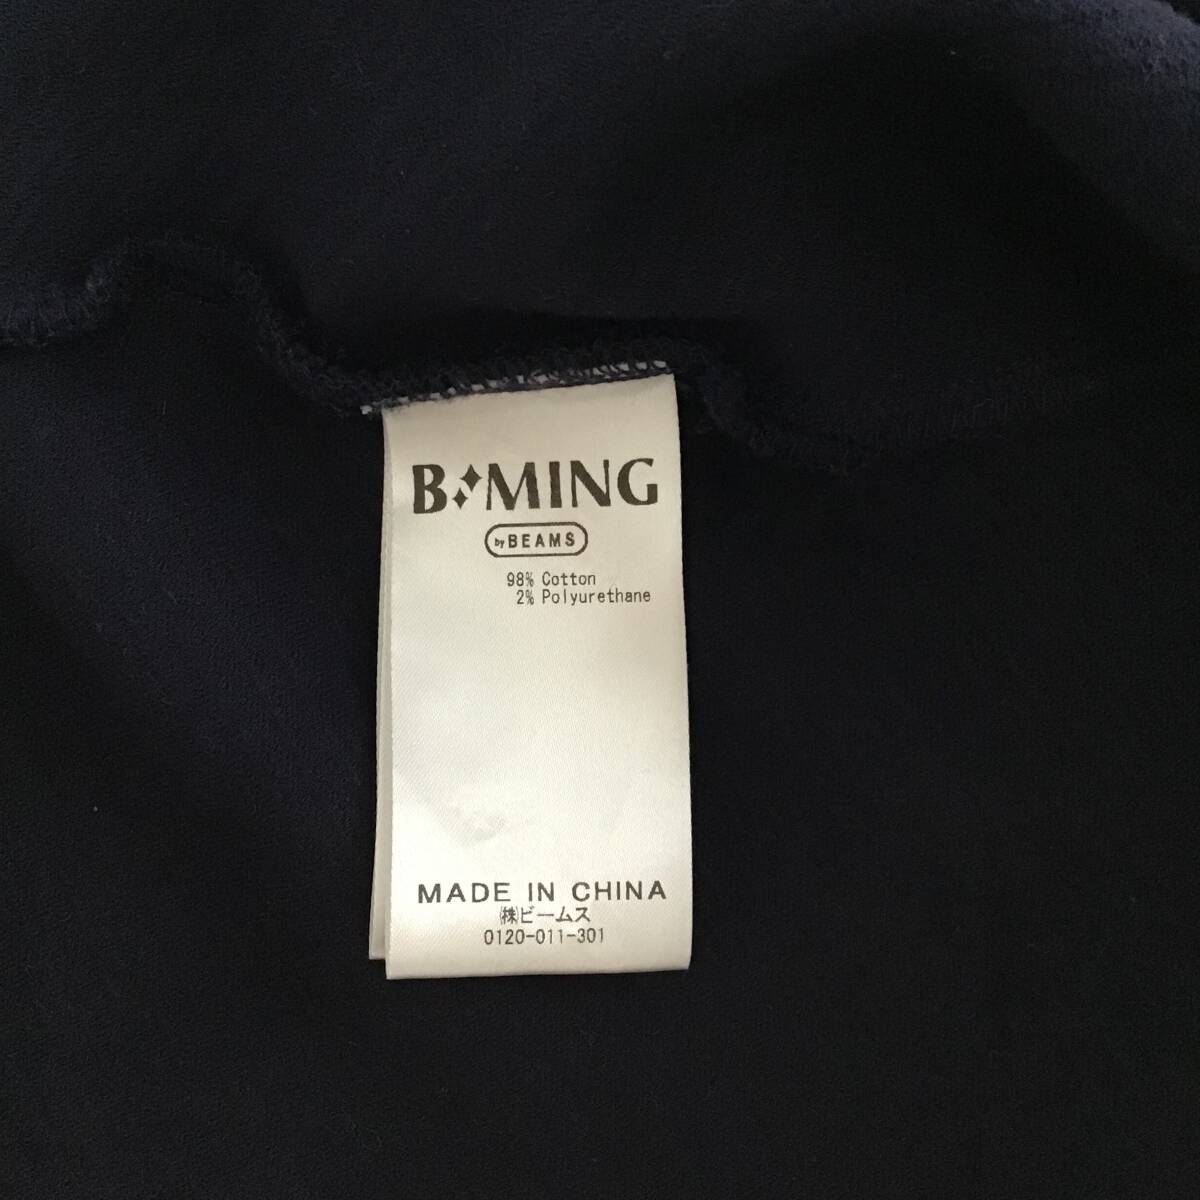 B MING
by BEAMS
98% Cotton
2% Polyurethane
MADE IN CHINA
㈱ビームス
0120-011-301